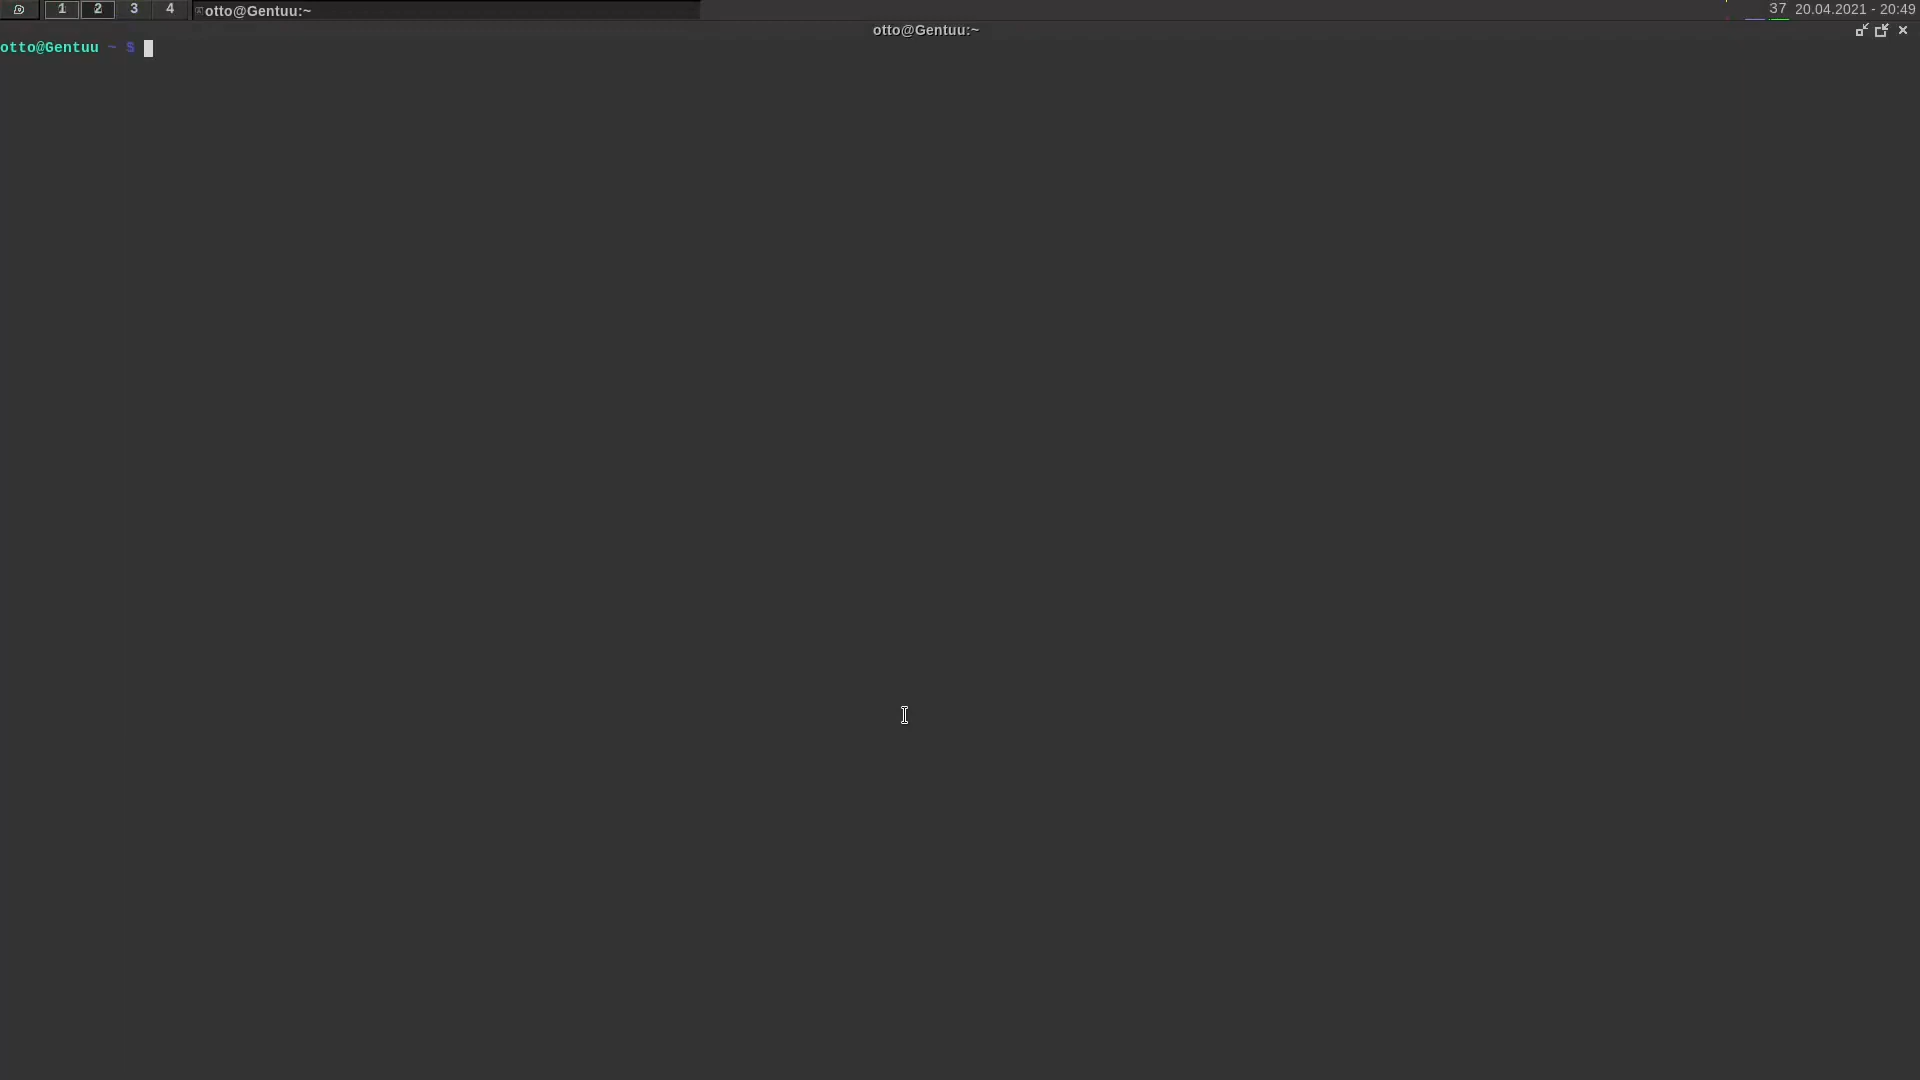 1 2 3 4 otto@Gentuu:~ 37 20.04.2021 - 20:49
otto@Gentuu:~
otto@Gentuu ~ $